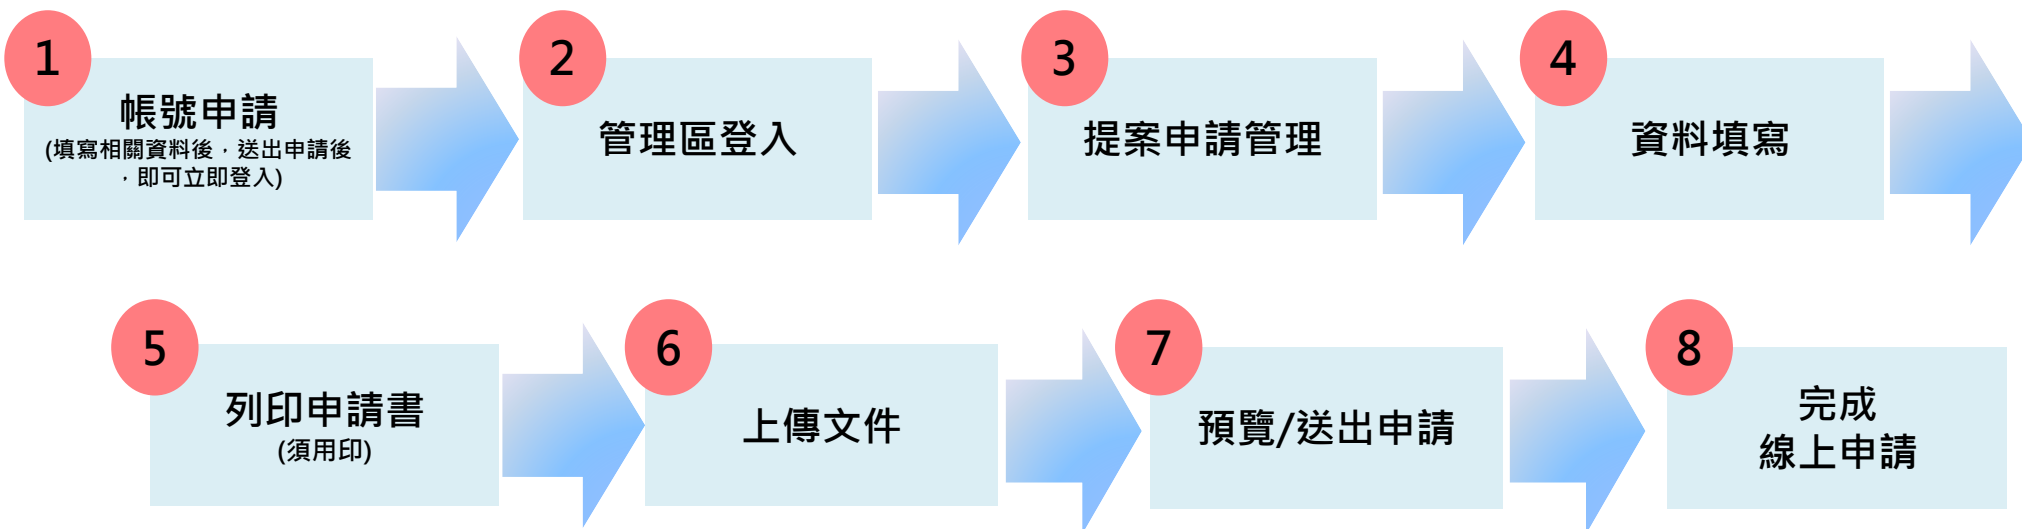 1
帳號申請
(填寫相關資料後，送出申請後
，即可立即登入)
2
管理區登入
3
提案申請管理
4
資料填寫
5
列印申請書
(須用印)
6
上傳文件
7
預覽/送出申請
8
完成
線上申請